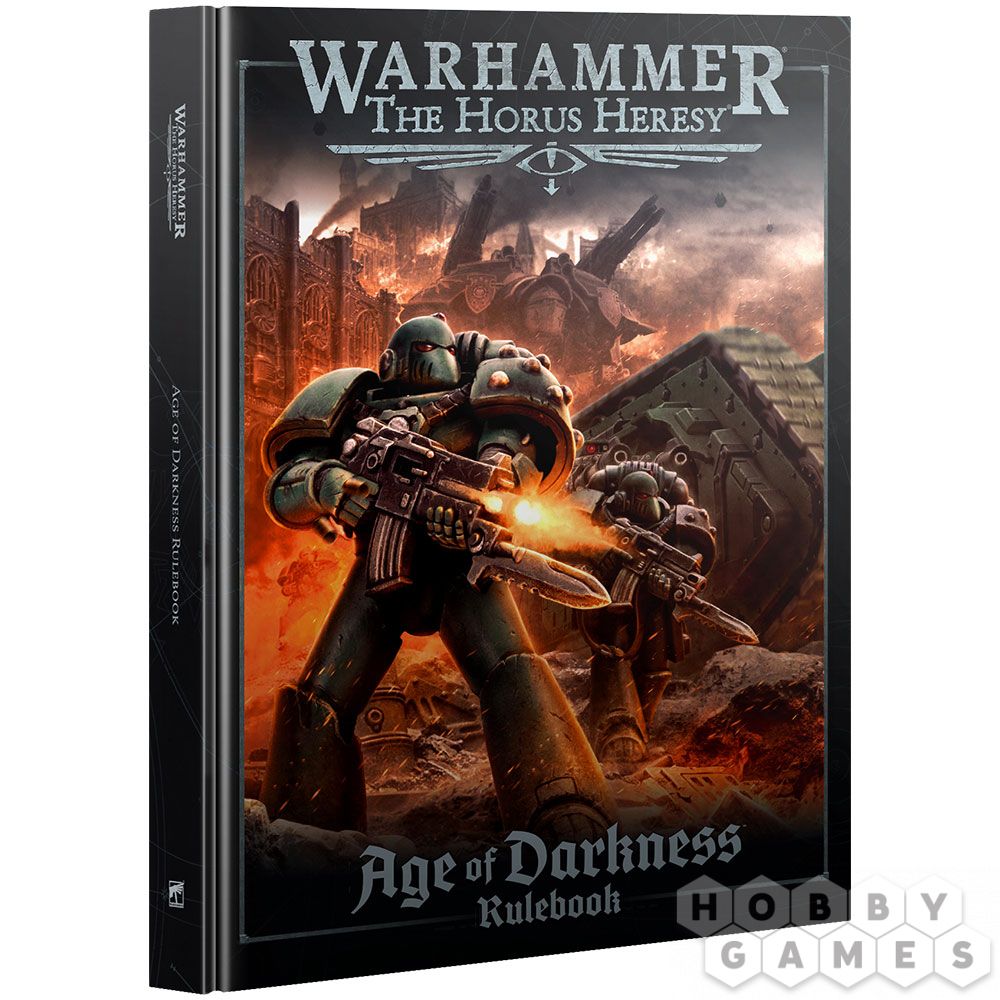 WARHAMMER
THE HORUS HERESY
WARHAMMER
THE HORUS HERESY
AGE OF DARKNESS RULEBOOK
Age of Darkness
Rulebook
HOBBY
GAMES